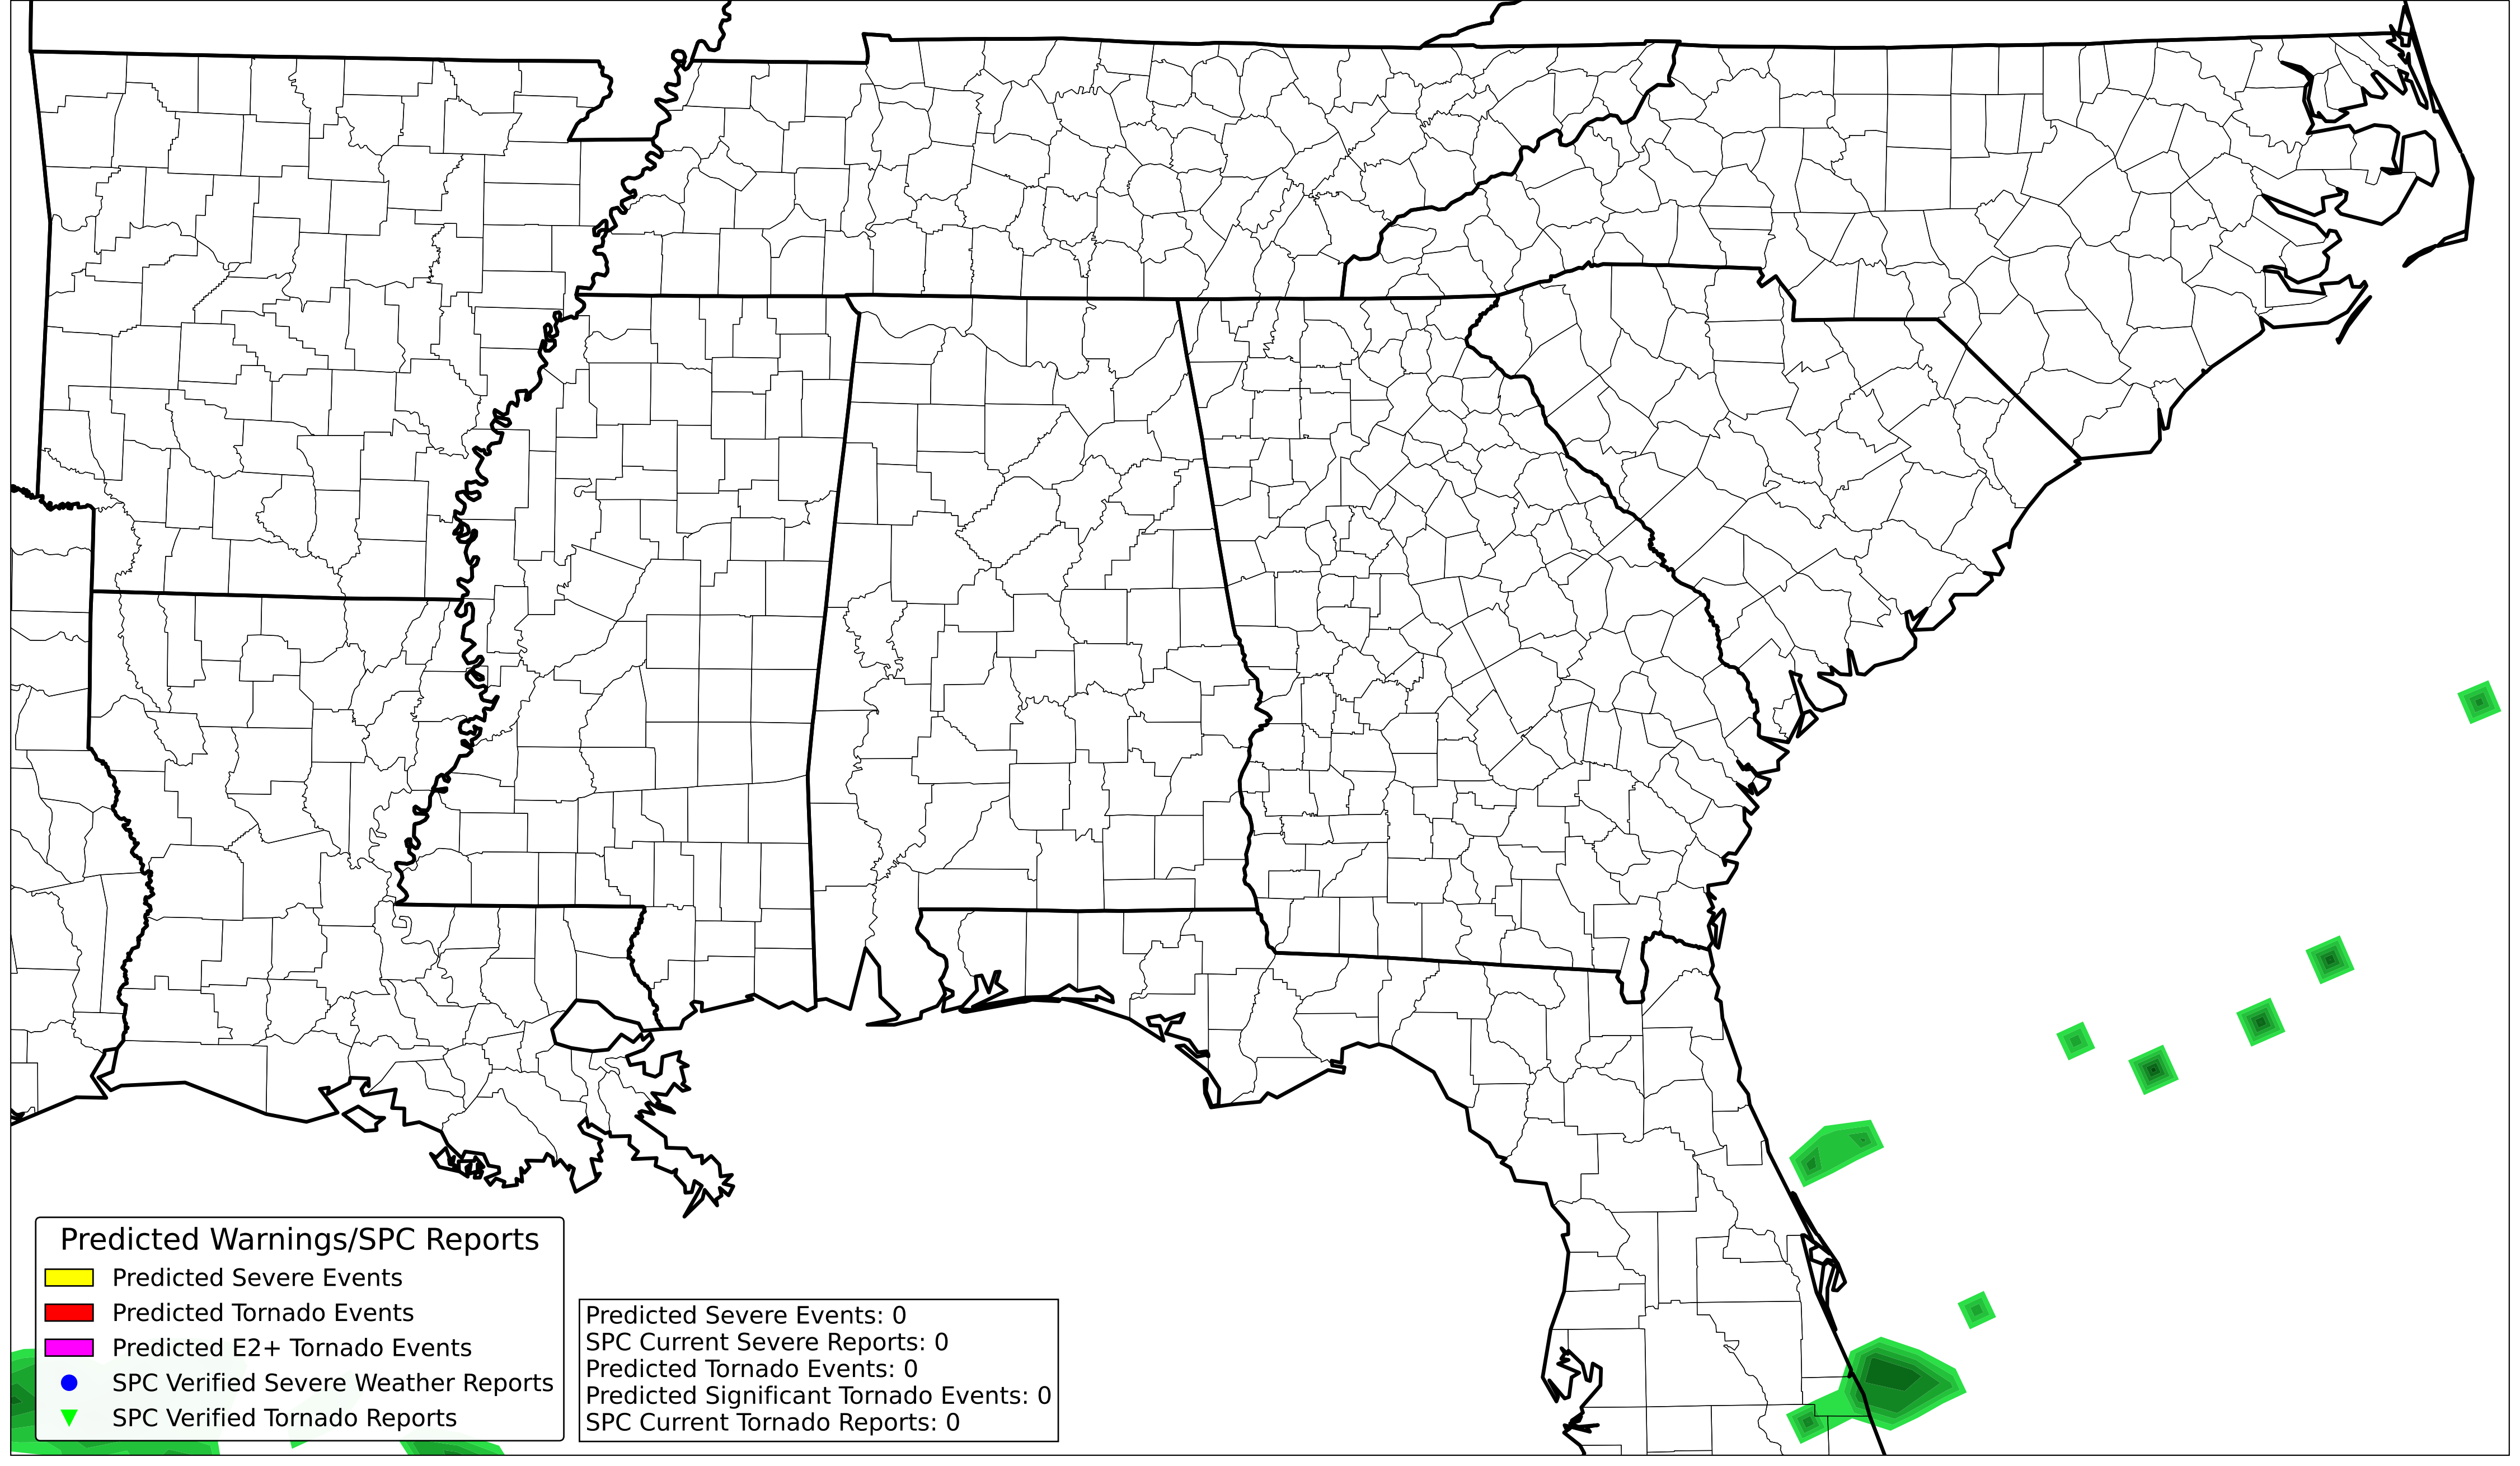 Predicted Warnings/SPC Reports
Predicted Severe Events
Predicted Tornado Events
Predicted E2+ Tornado Events
SPC Verified Severe Weather Reports
SPC Verified Tornado Reports
Predicted Severe Events: 0
SPC Current Severe Reports: 0
Predicted Tornado Events: 0
Predicted Significant Tornado Events: 0
SPC Current Tornado Reports: 0